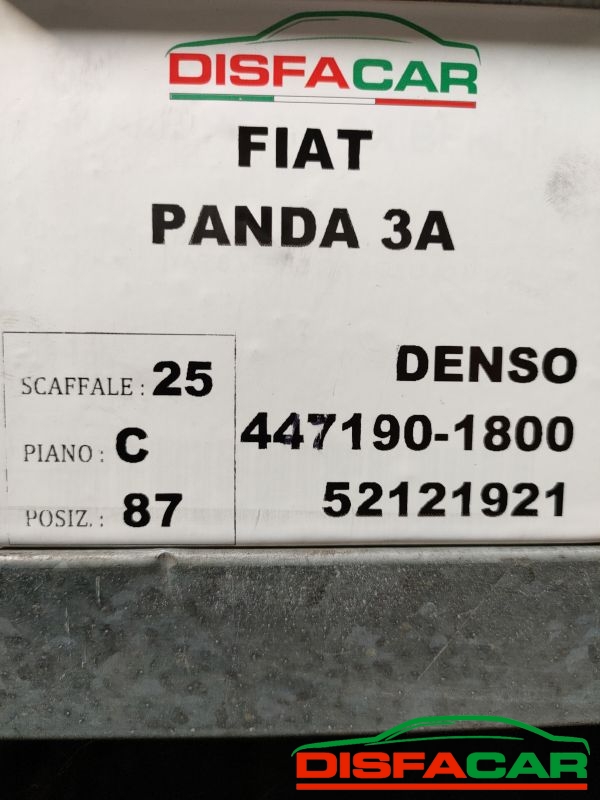 DISFACAR
FIAT
PANDA 3A
SCAFFALE : 25
PIANO : C
POSIZ. : 87
DENSO
447190-1800
52121921
DISFACAR